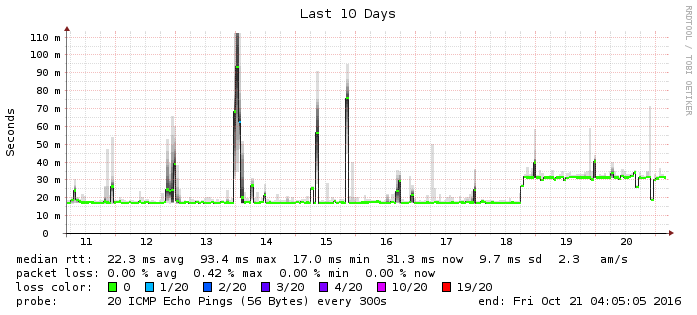 Last 10 Days
RRDTOOL / TOBI OETIKER
Seconds
110 m
100 m
90 m
80 m
70 m
60 m
50 m
40 m
30 m
20 m
10 m
0
11 12 13 14 15 16 17 18 19 20
median rtt: 22.3 ms avg 93.4 ms max 17.0 ms min 31.3 ms now 9.7 ms sd 2.3 am/s
packet loss: 0.00 % avg 0.42 % max 0.00 % min 0.00 % now
loss color: 0 1/20 2/20 3/20 4/20 10/20 19/20
probe: 20 ICMP Echo Pings (56 Bytes) every 300s end: Fri Oct 21 04:05:05 2016